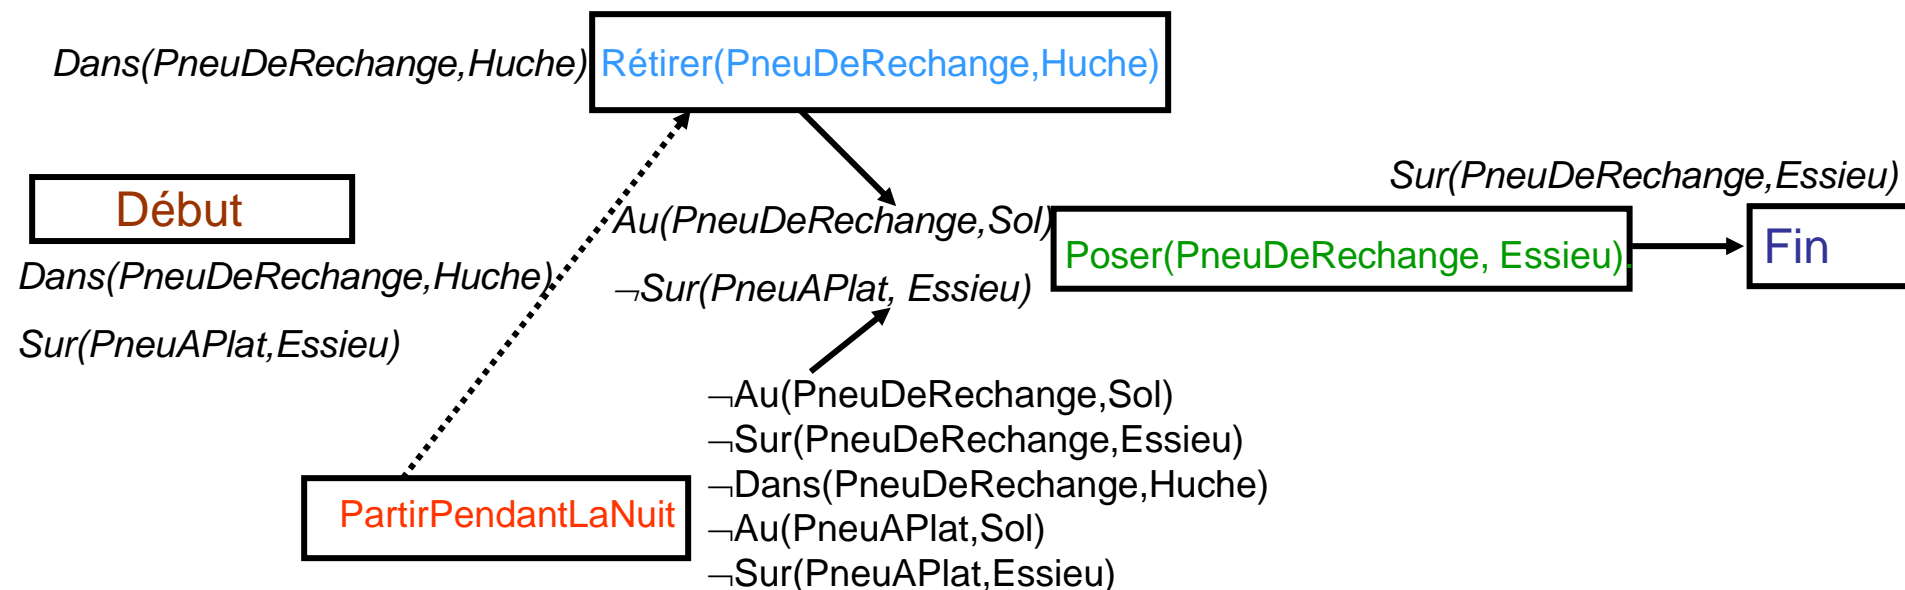 Dans(PneuDeRechange,Huche)
Rétirer(PneuDeRechange,Huche)
Sur(PneuDeRechange,Essieu)
Début
Au(PneuDeRechange,Sol)
Poser(PneuDeRechange, Essieu).
Fin
Dans(PneuDeRechange,Huche)
¬Sur(PneuAPlat, Essieu)
Sur(PneuAPlat,Essieu)
¬Au(PneuDeRechange,Sol)
¬Sur(PneuDeRechange,Essieu)
¬Dans(PneuDeRechange,Huche)
PartirPendantLaNuit
¬Au(PneuAPlat,Sol)
¬Sur(PneuAPlat,Essieu)